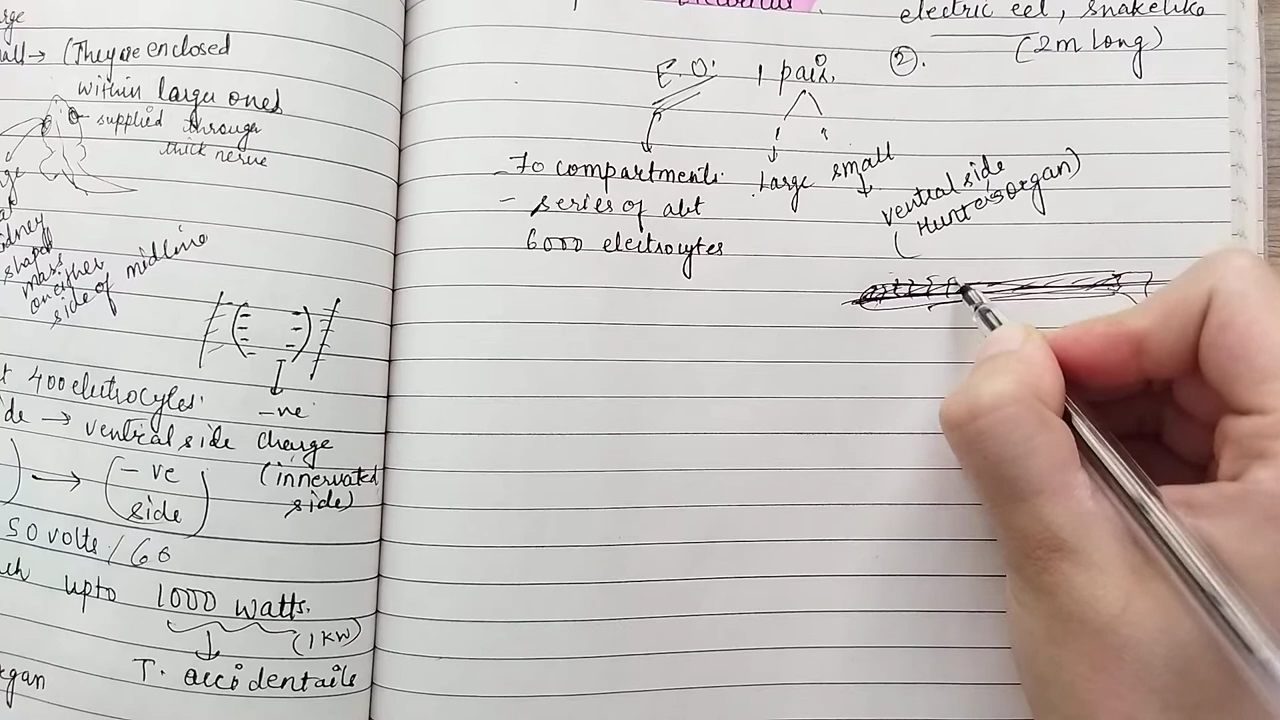 all → (They are enclosed
within large ones
supplied through
thick nerve
kidney
shaped
mass
on either
side of midline
400 electrocytes.
-ve
→ ventral side charge
→ (-ve
side)
(innervated
side)
50 volts / 60
upto 1000 watts.
(1 KW)
T. accidentaile
electric eel, snakelike
(2m long)
E.O. 1 pair. ②.
- 70 compartments.
- series of abt
6000 electrocytes
Large small
ventral side
(Hunter's organ)